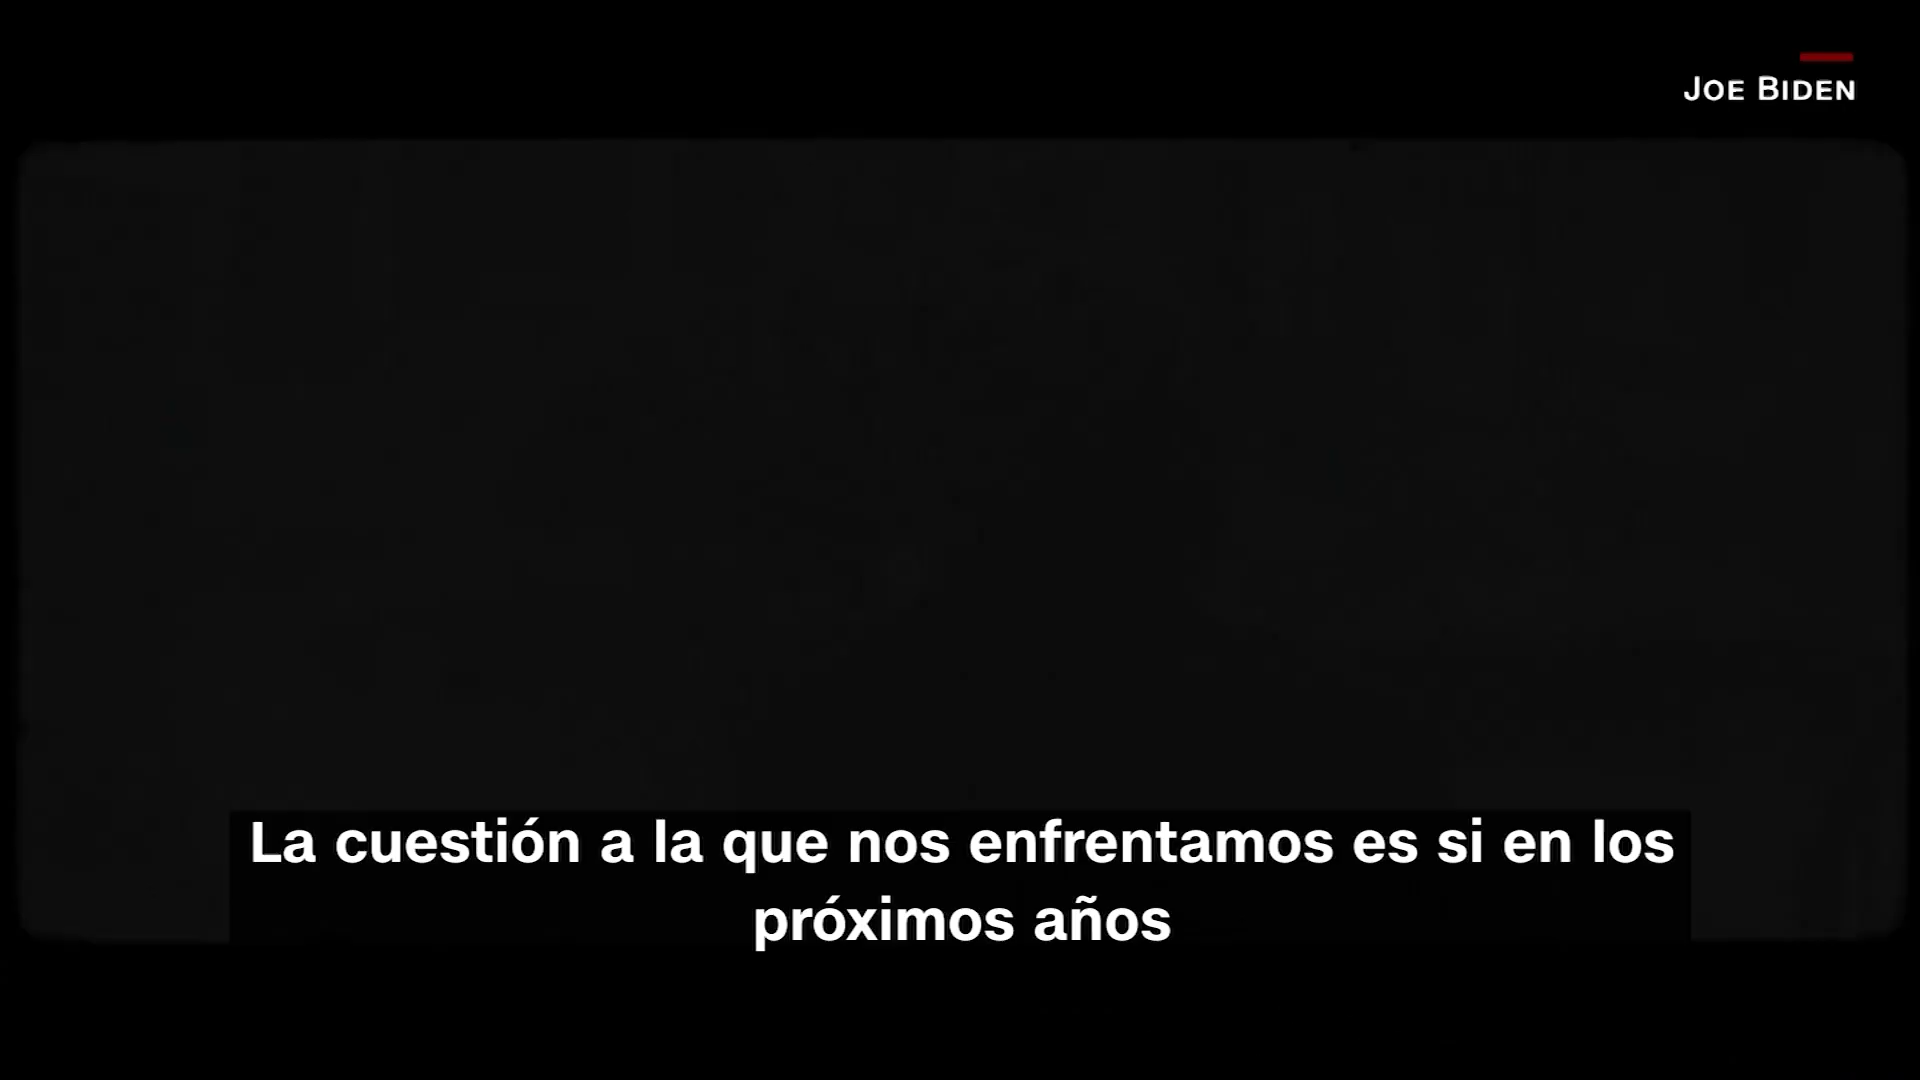 JOE BIDEN
La cuestión a la que nos enfrentamos es si en los
próximos años